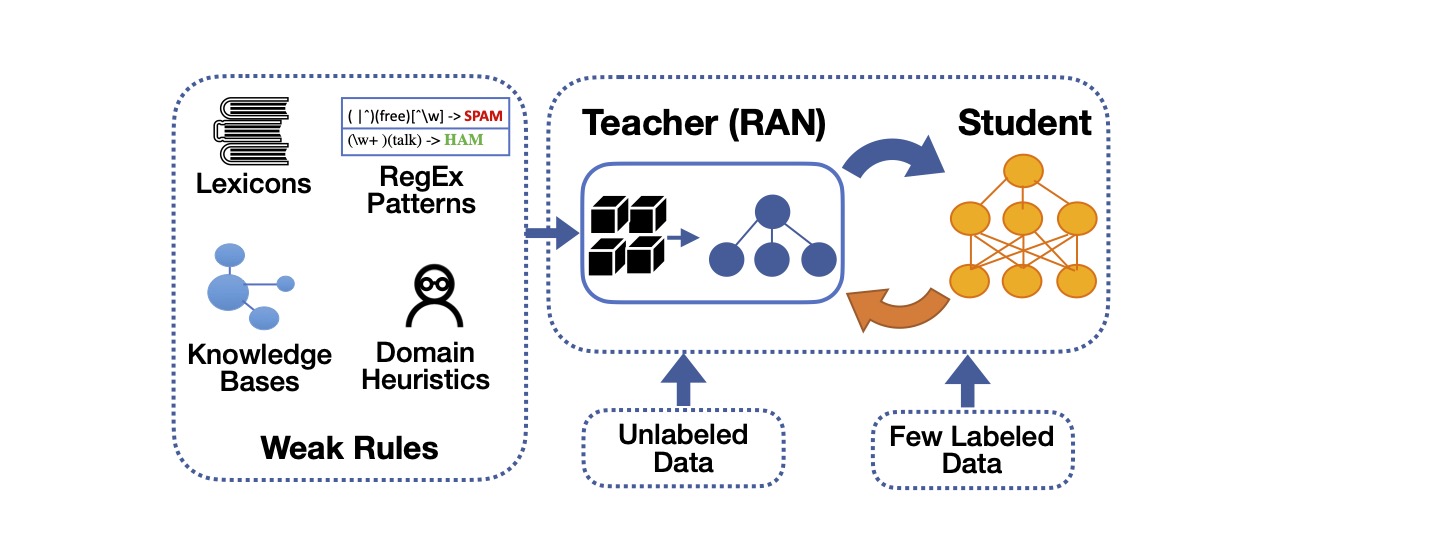 Lexicons
( |^)(free)[^\w] -> SPAM
(\w+ )(talk) -> HAM
RegEx
Patterns
Knowledge
Bases
Domain
Heuristics
Weak Rules
Teacher (RAN)
Student
Unlabeled
Data
Few Labeled
Data